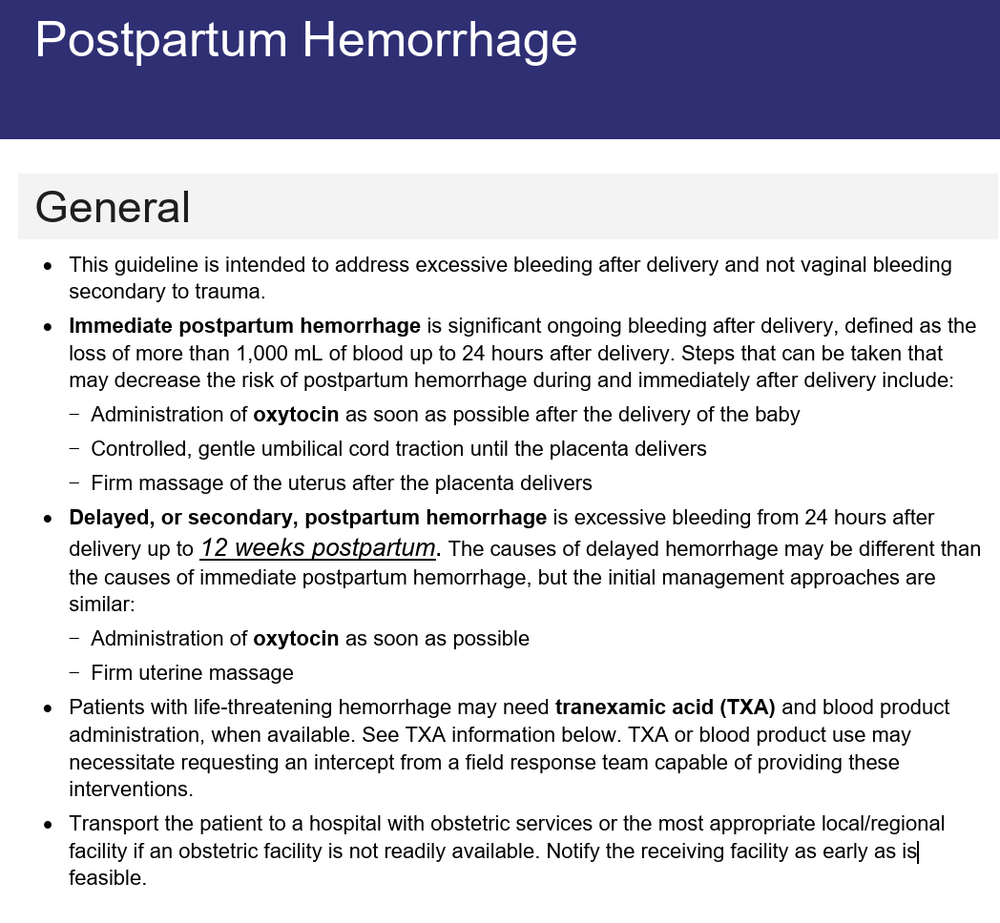 Postpartum Hemorrhage
General
• This guideline is intended to address excessive bleeding after delivery and not vaginal bleeding
secondary to trauma.
• Immediate postpartum hemorrhage is significant ongoing bleeding after delivery, defined as the
loss of more than 1,000 mL of blood up to 24 hours after delivery. Steps that can be taken that
may decrease the risk of postpartum hemorrhage during and immediately after delivery include:
− Administration of oxytocin as soon as possible after the delivery of the baby
− Controlled, gentle umbilical cord traction until the placenta delivers
− Firm massage of the uterus after the placenta delivers
• Delayed, or secondary, postpartum hemorrhage is excessive bleeding from 24 hours after
delivery up to 12 weeks postpartum. The causes of delayed hemorrhage may be different than
the causes of immediate postpartum hemorrhage, but the initial management approaches are
similar:
− Administration of oxytocin as soon as possible
− Firm uterine massage
• Patients with life-threatening hemorrhage may need tranexamic acid (TXA) and blood product
administration, when available. See TXA information below. TXA or blood product use may
necessitate requesting an intercept from a field response team capable of providing these
interventions.
• Transport the patient to a hospital with obstetric services or the most appropriate local/regional
facility if an obstetric facility is not readily available. Notify the receiving facility as early as is
feasible.